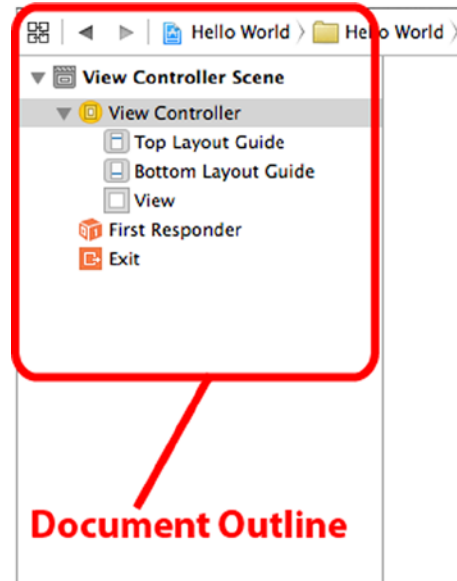 Hello World 〉 Hello World 〉
View Controller Scene
View Controller
Top Layout Guide
Bottom Layout Guide
View
First Responder
Exit
Document Outline